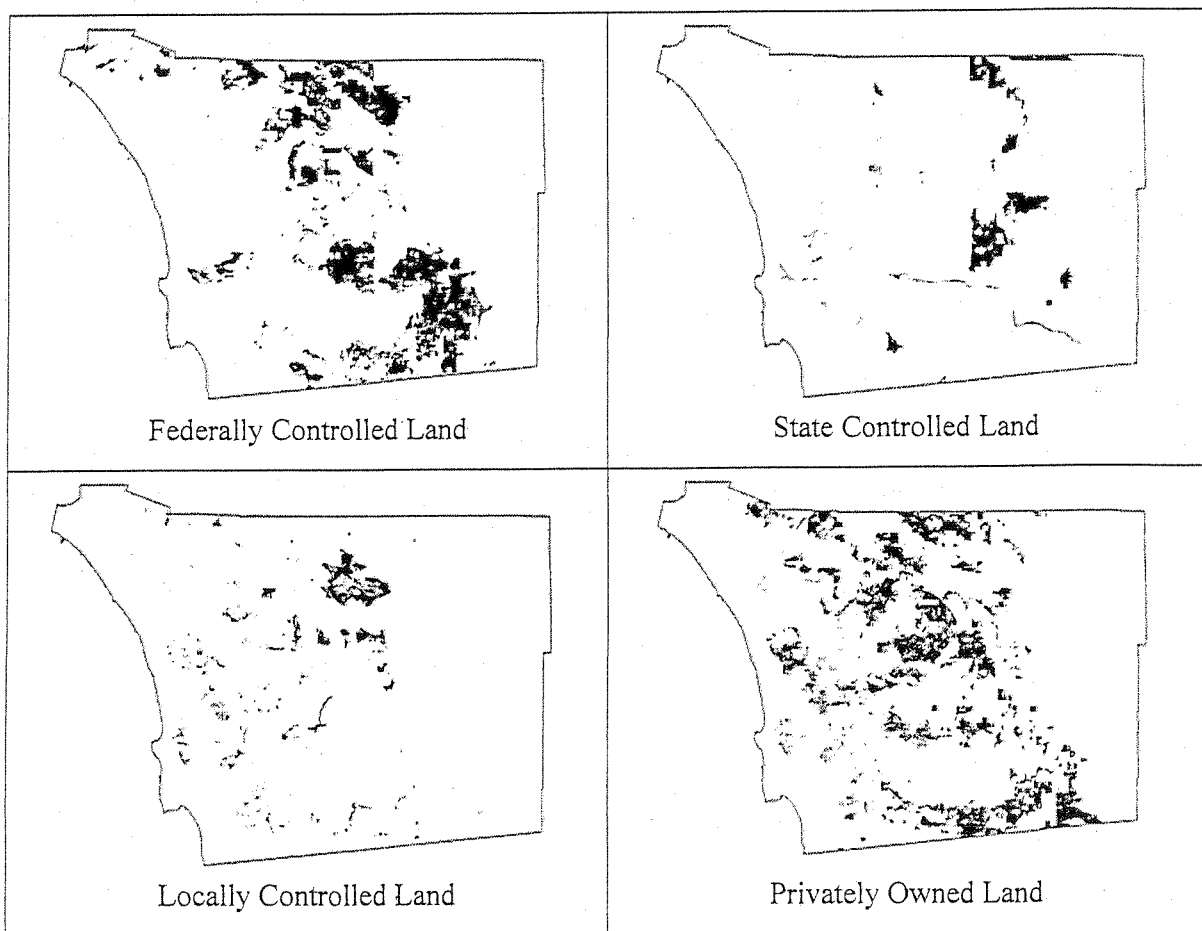 Federally Controlled Land
State Controlled Land
Locally Controlled Land
Privately Owned Land